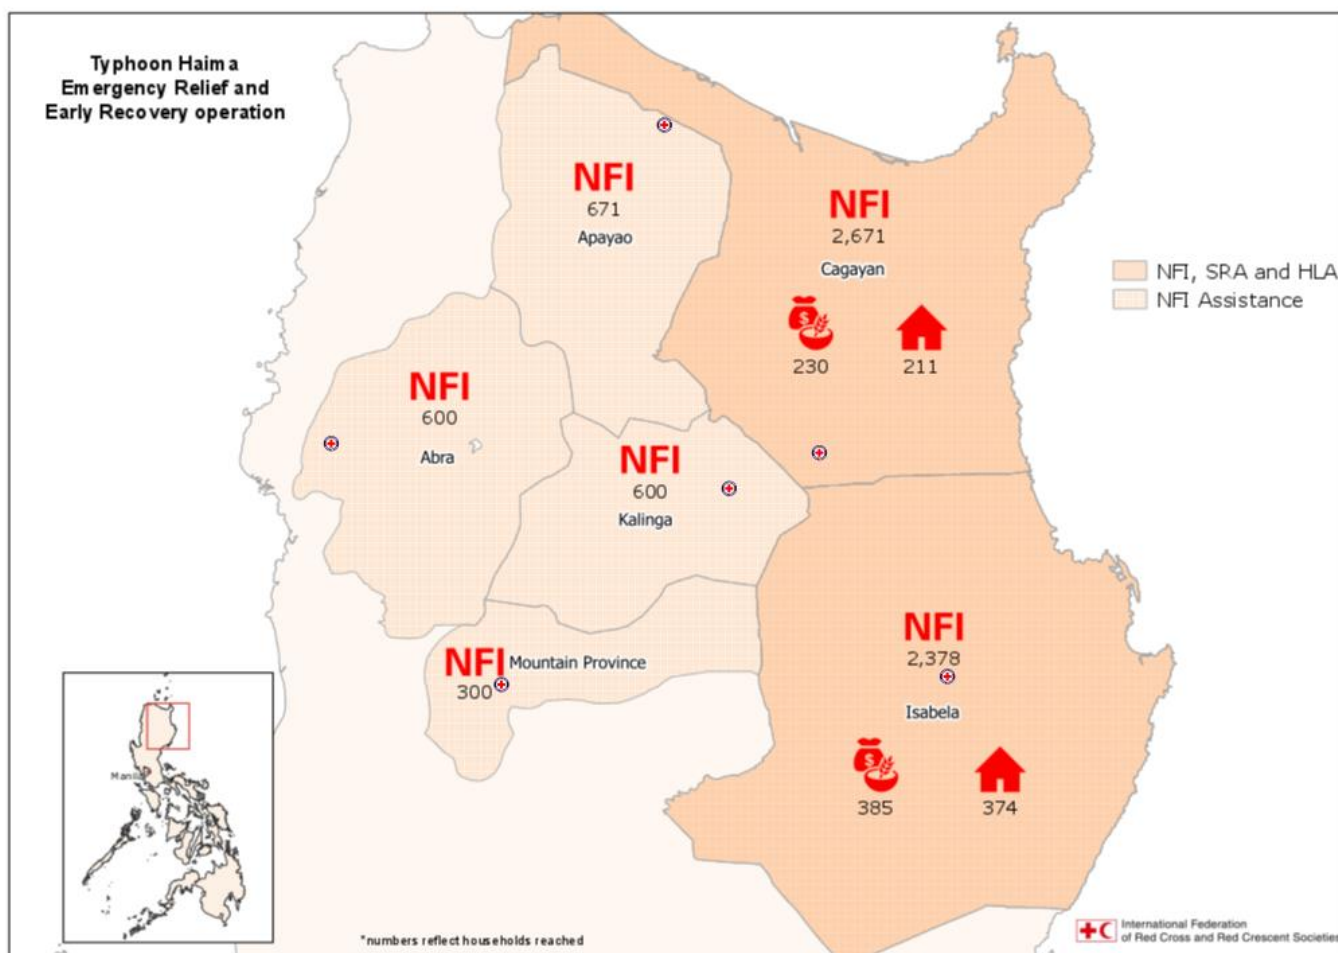 Typhoon Haima
Emergency Relief and
Early Recovery operation
NFI
671
Apayao
NFI
2,671
Cagayan
$
230
211
NFI, SRA and HLA
NFI Assistance
NFI
600
Abra
NFI
600
Kalinga
NFI
2,378
Isabela
$
385
374
NFI
300
Mountain Province
Manila
*numbers reflect households reached
International Federation
of Red Cross and Red Crescent Societies